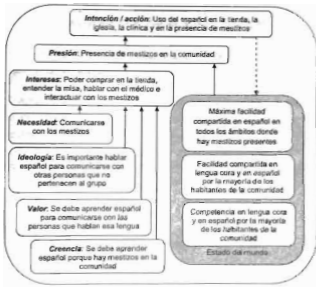 Intención / acción: Uso del español en la tienda, la
iglesia, la clínica y en la presencia de mestizos
Presión: Presencia de mestizos en la comunidad
Intereses: Poder comprar en la tienda,
entender la misa, hablar con el médico e
interactuar con los mestizos
Necesidad: Comunicarse
con los mestizos
Ideología: Es importante hablar
español para comunicarse con
otras personas que no
pertenecen al grupo
Valor: Se debe aprender español
para comunicarse con las
personas que hablan esa lengua
Creencia: Se debe aprender
español porque hay mestizos en la
comunidad
Máxima facilidad
compartida en español en
todos los ámbitos donde
hay mestizos presentes
Facilidad compartida en
lengua cora y en español
por la mayoría de los
habitantes de la comunidad
Competencia en lengua cora
y en español por la mayoría
de los habitantes de la
comunidad
Estado del mundo